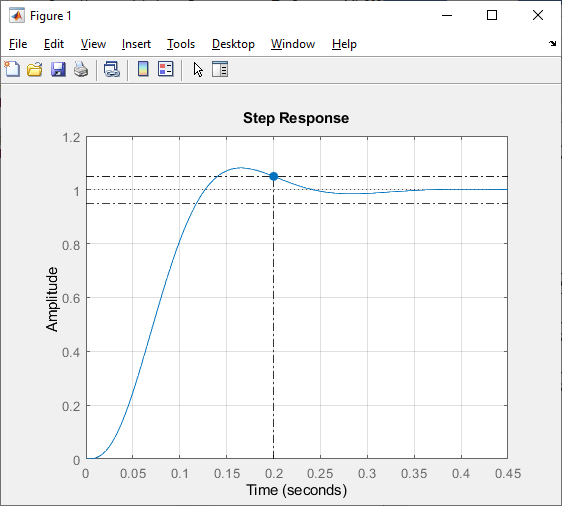 Figure 1
File Edit View Insert Tools Desktop Window Help
Step Response
1.2
1
0.8
0.6
0.4
0.2
0
Amplitude
0 0.05 0.1 0.15 0.2 0.25 0.3 0.35 0.4 0.45
Time (seconds)